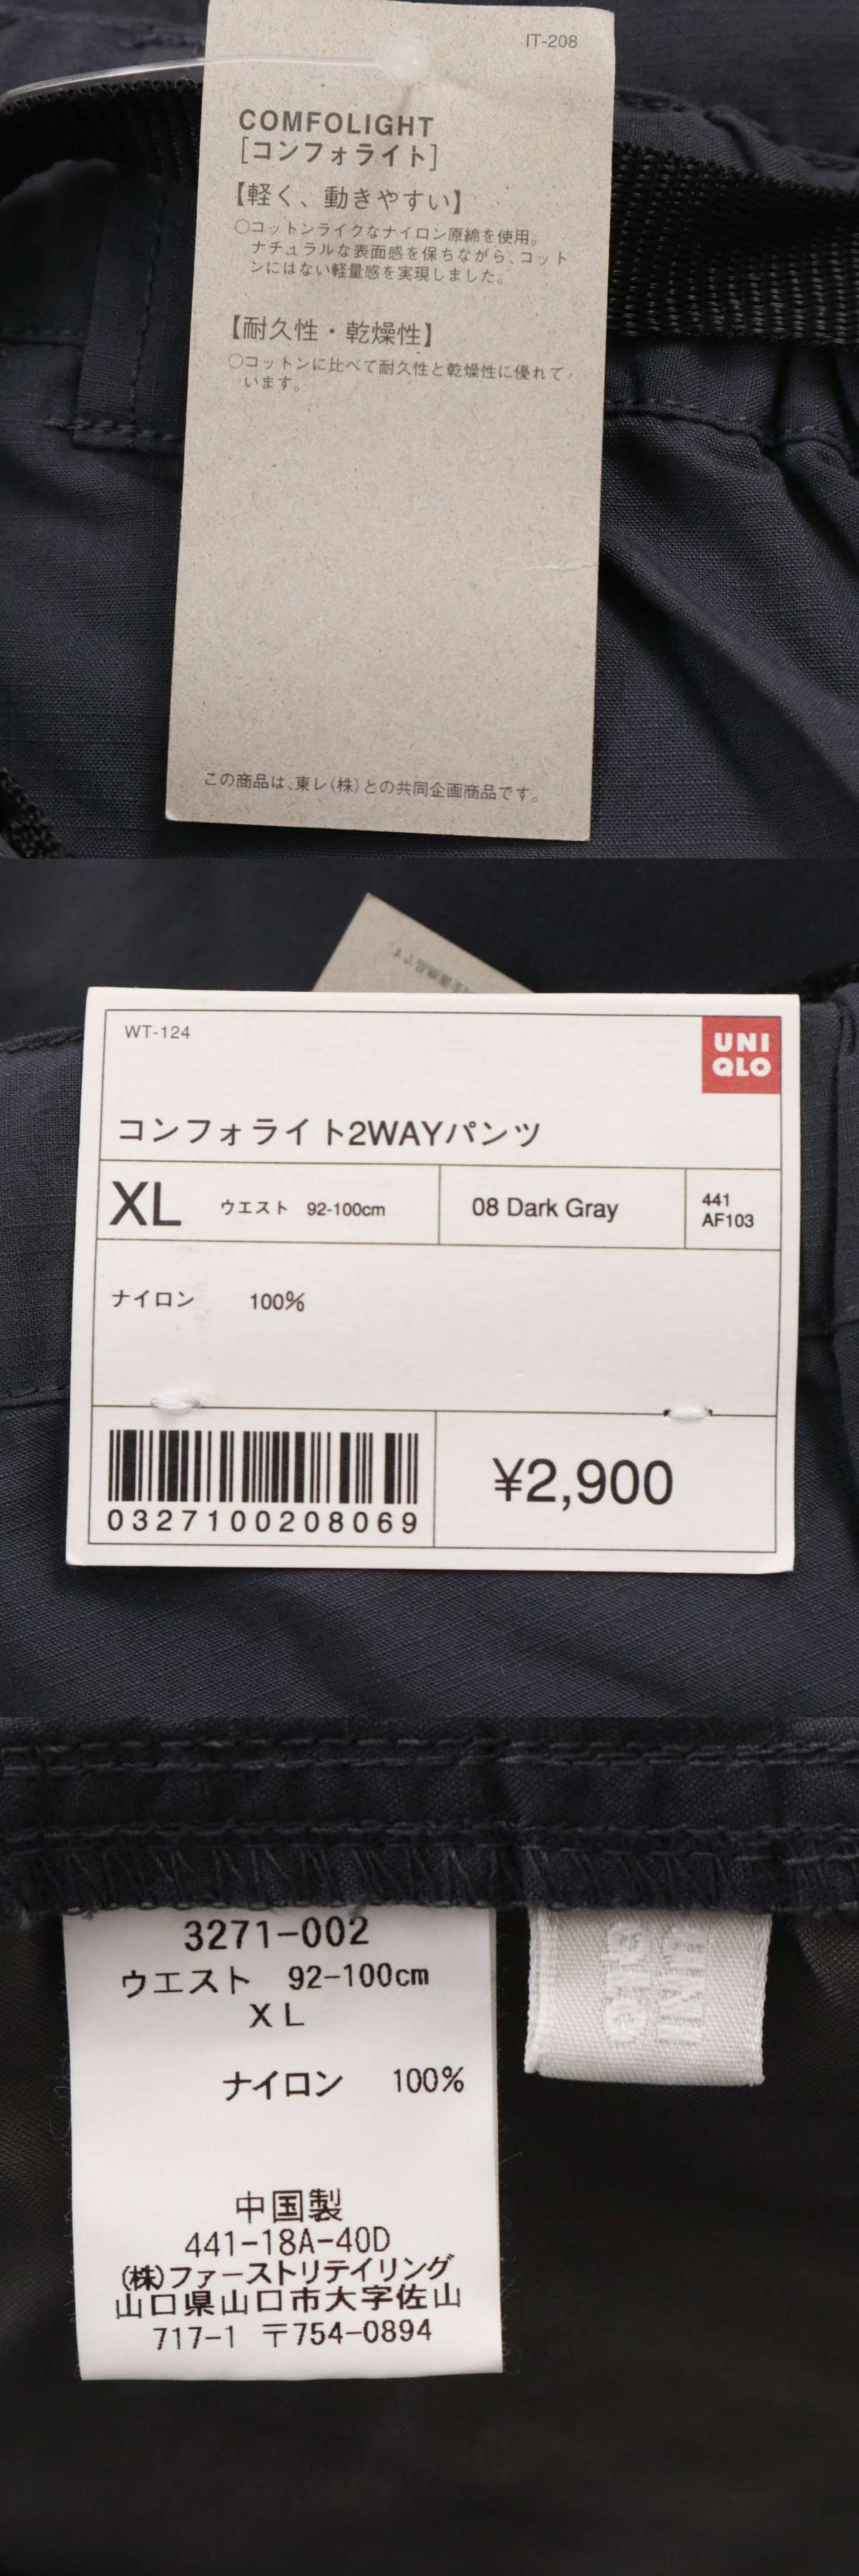 IT-208
COMFOLIGHT
[コンフォライト]
【軽く、動きやすい】
○コットンライクなナイロン原綿を使用。
ナチュラルな表面感を保ちながら、コット
ンにはない軽量感を実現しました。
【耐久性・乾燥性】
○コットンに比べて耐久性と乾燥性に優れて
います。
この商品は、東レ(株)との共同企画商品です。
WT-124
UNI
QLO
コンフォライト2WAYパンツ
XL ウエスト 92-100cm 08 Dark Gray 441
AF103
ナイロン 100%
0327100208069
¥2,900
3271-002
ウエスト 92-100cm
XL
ナイロン 100%
中国製
441-18A-40D
(株)ファーストリテイリング
山口県山口市大字佐山
717-1 〒754-0894